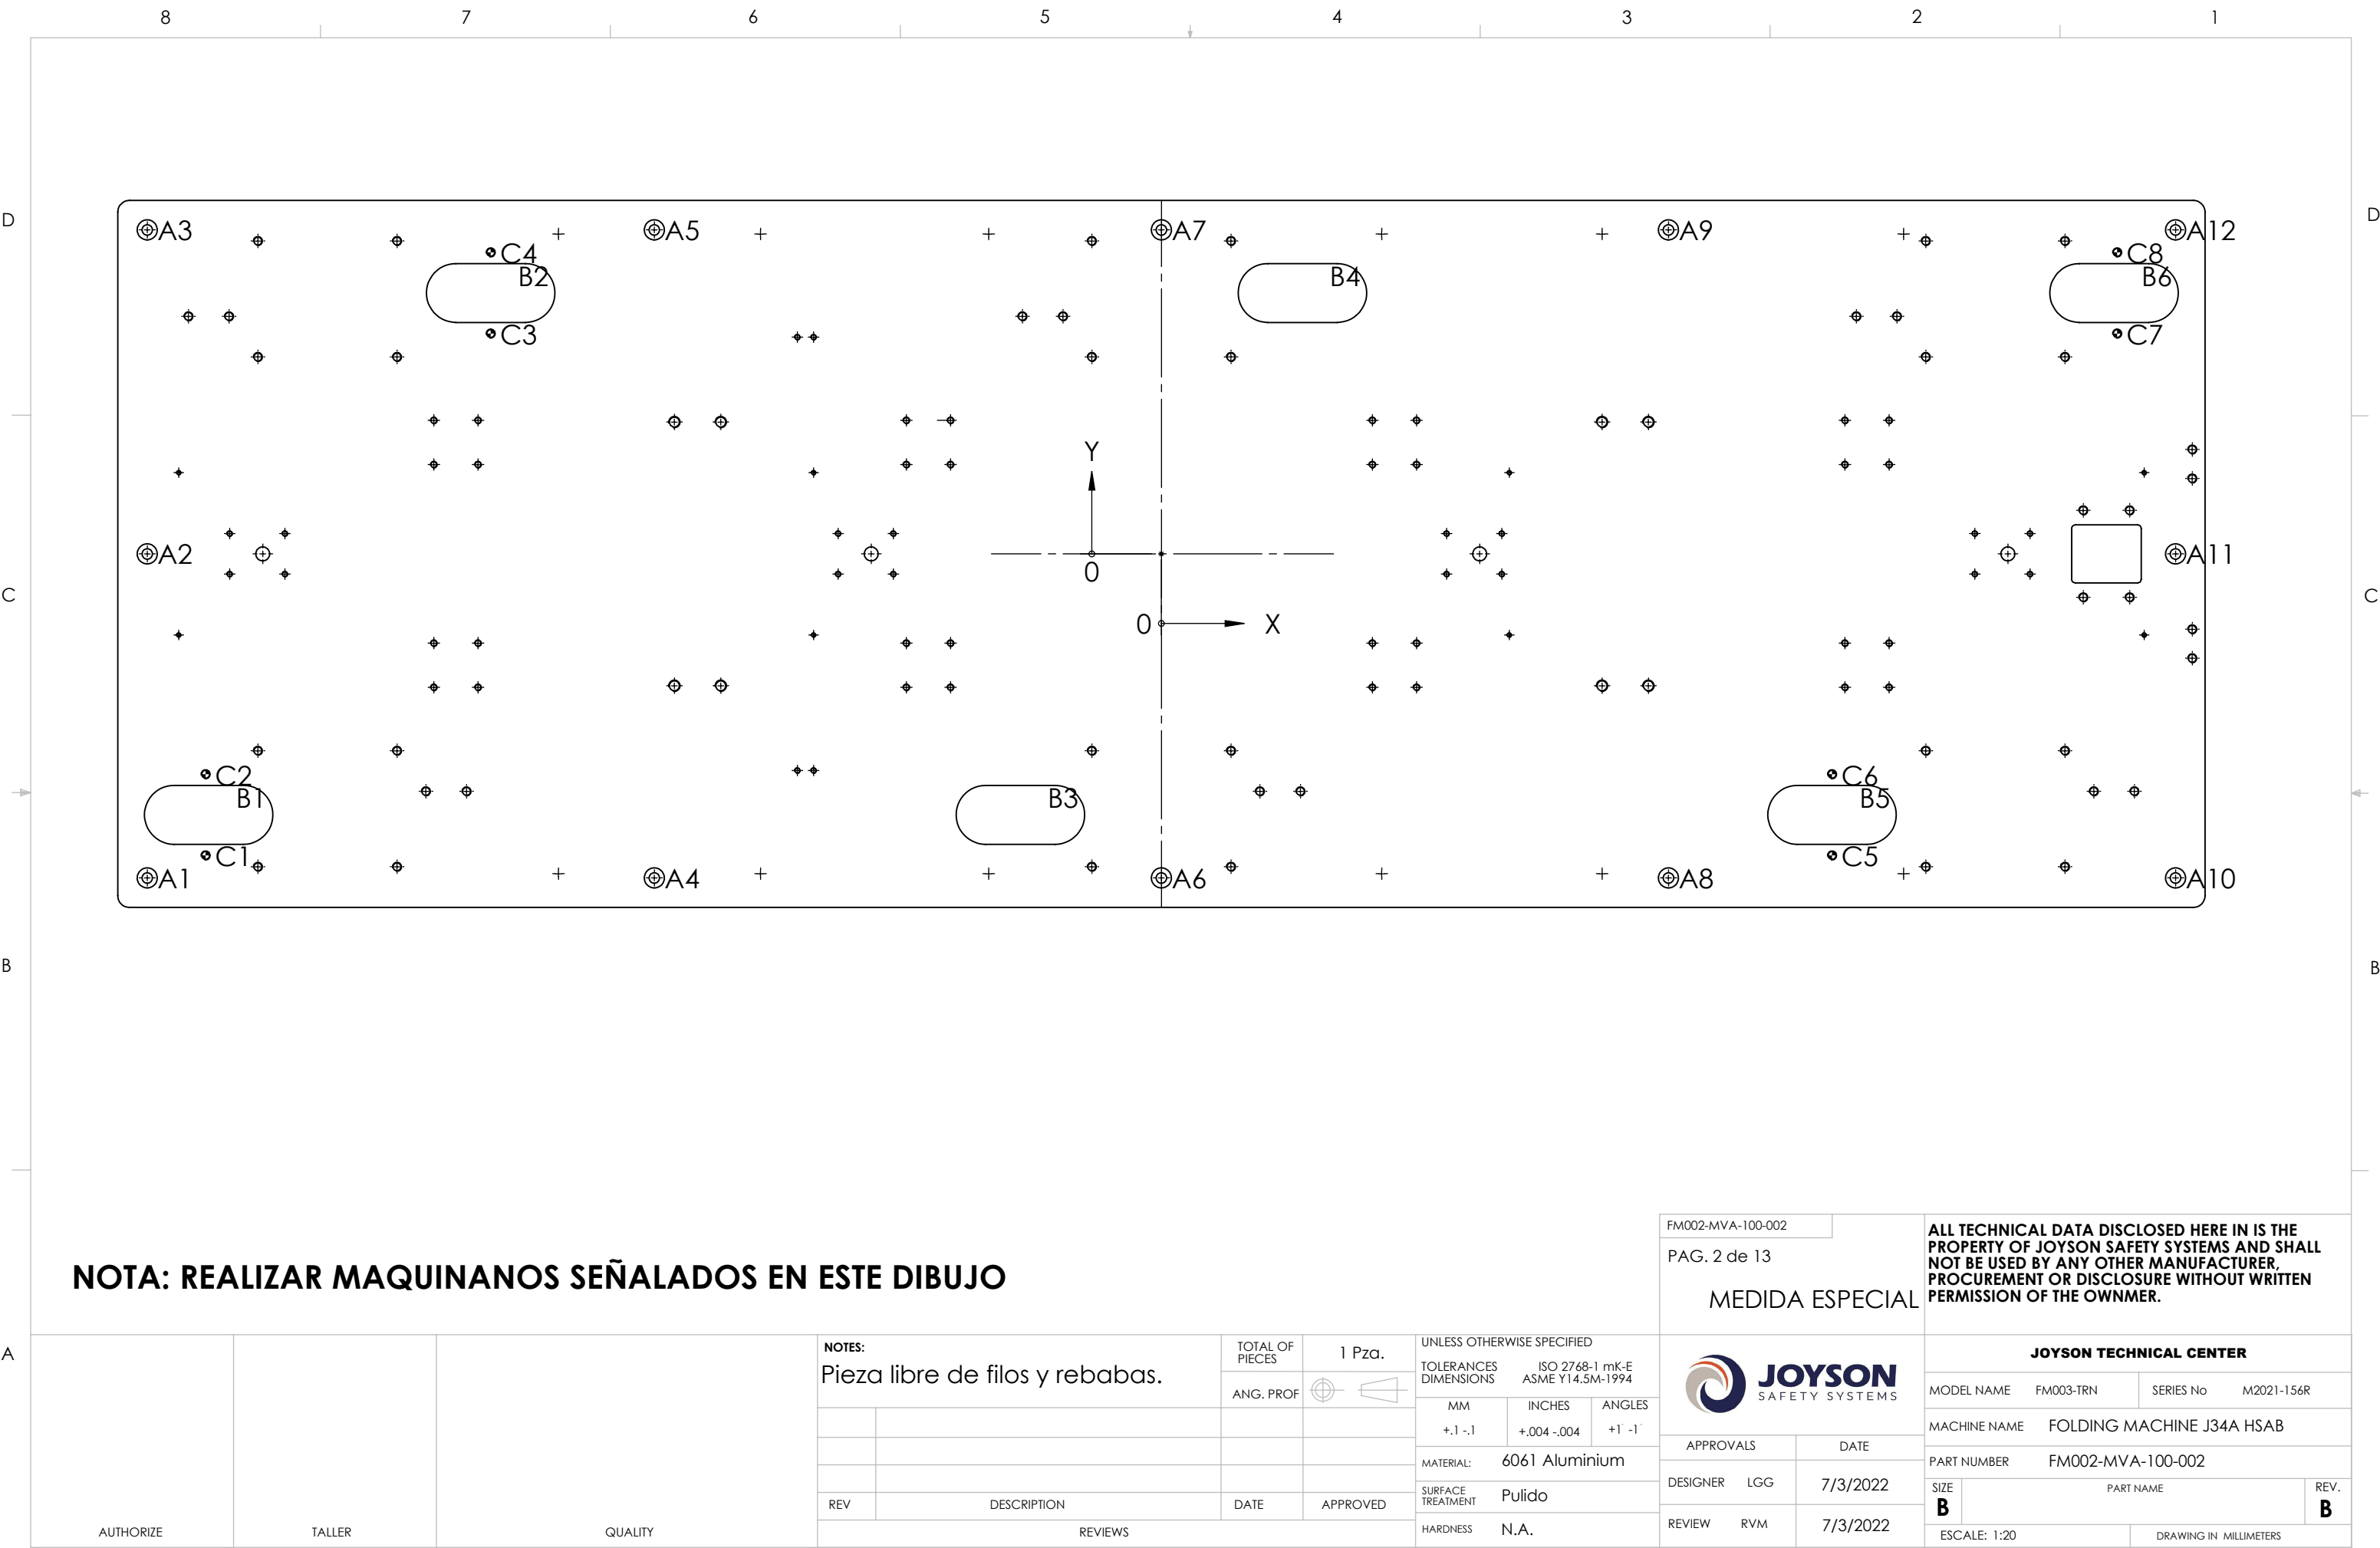 8 7 6 5 4 3 2 1
D D
A3 A5 A7 A9 A12
C4 C8
B2 B4 B6
C3 C7
Y
A2 A11
0
C C
0 X
C2 C6
B1 B3 B5
C1 C5
A1 A4 A6 A8 A10
B B
NOTA: REALIZAR MAQUINANOS SEÑALADOS EN ESTE DIBUJO
FM002-MVA-100-002
PAG. 2 de 13
MEDIDA ESPECIAL
ALL TECHNICAL DATA DISCLOSED HERE IN IS THE
PROPERTY OF JOYSON SAFETY SYSTEMS AND SHALL
NOT BE USED BY ANY OTHER MANUFACTURER,
PROCUREMENT OR DISCLOSURE WITHOUT WRITTEN
PERMISSION OF THE OWNMER.
A
AUTHORIZE TALLER QUALITY
NOTES:
Pieza libre de filos y rebabas.
REV DESCRIPTION DATE APPROVED
REVIEWS
TOTAL OF
PIECES
1 Pza.
ANG. PROF
UNLESS OTHERWISE SPECIFIED
TOLERANCES ISO 2768-1 mK-E
DIMENSIONS ASME Y14.5M-1994
MM INCHES ANGLES
+.1 -.1 +.004 -.004 +1° -1°
MATERIAL: 6061 Aluminium
SURFACE
TREATMENT
Pulido
HARDNESS N.A.
JOYSON
SAFETY SYSTEMS
APPROVALS DATE
DESIGNER LGG 7/3/2022
REVIEW RVM 7/3/2022
JOYSON TECHNICAL CENTER
MODEL NAME FM003-TRN SERIES No M2021-156R
MACHINE NAME FOLDING MACHINE J34A HSAB
PART NUMBER FM002-MVA-100-002
SIZE PART NAME REV.
B B
ESCALE: 1:20 DRAWING IN MILLIMETERS